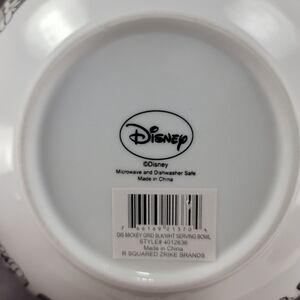 Disney
©Disney
Microwave and Dishwasher Safe
Made in China
DIS MICKEY GRID BLK/WHT SERVING BOWL
STYLE# 4012636
Made in China
R SQUARED ZRIKE BRANDS